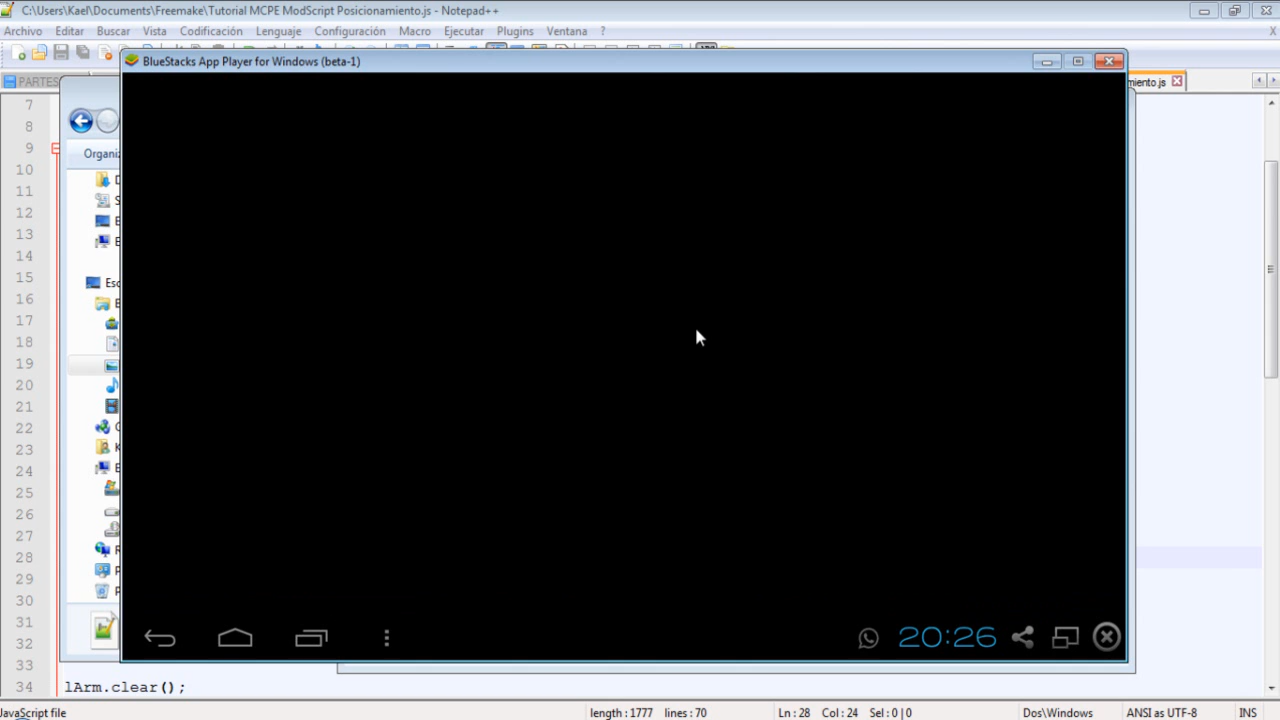 C:\Users\Kael\Documents\Freemake\Tutorial MCPE ModScript Posicionamiento.js - Notepad++
Archivo Editar Buscar Vista Codificación Lenguaje Configuración Macro Ejecutar Plugins Ventana ?
X
BlueStacks App Player for Windows (beta-1)
PARTES
miento.js
Organi
Esc
7
8
9
10
11
12
13
14
15
16
17
18
19
20
21
22
23
24
25
26
27
28
29
30
31
32
33
34 lArm.clear();
20:26
JavaScript file length : 1777 lines : 70 Ln : 28 Col : 24 Sel : 0 | 0 Dos\Windows ANSI as UTF-8 INS